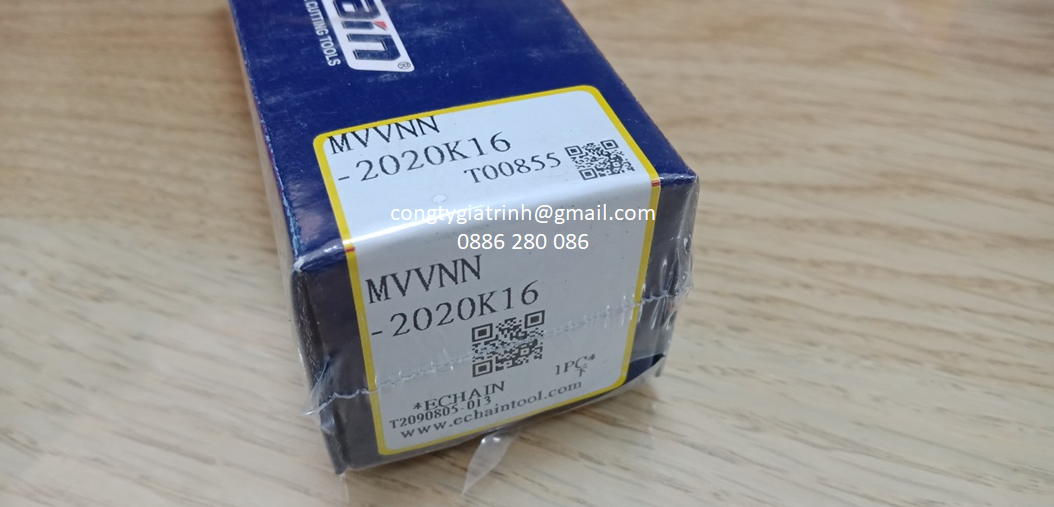 ain®
CUTTING TOOLS
MVVNN
-2020K16
T00855
congtygiatrinh@gmail.com
0886 280 086
MVVNN
-2020K16
1PC*
*ECHAIN
T2090805-013
www.echaintool.com